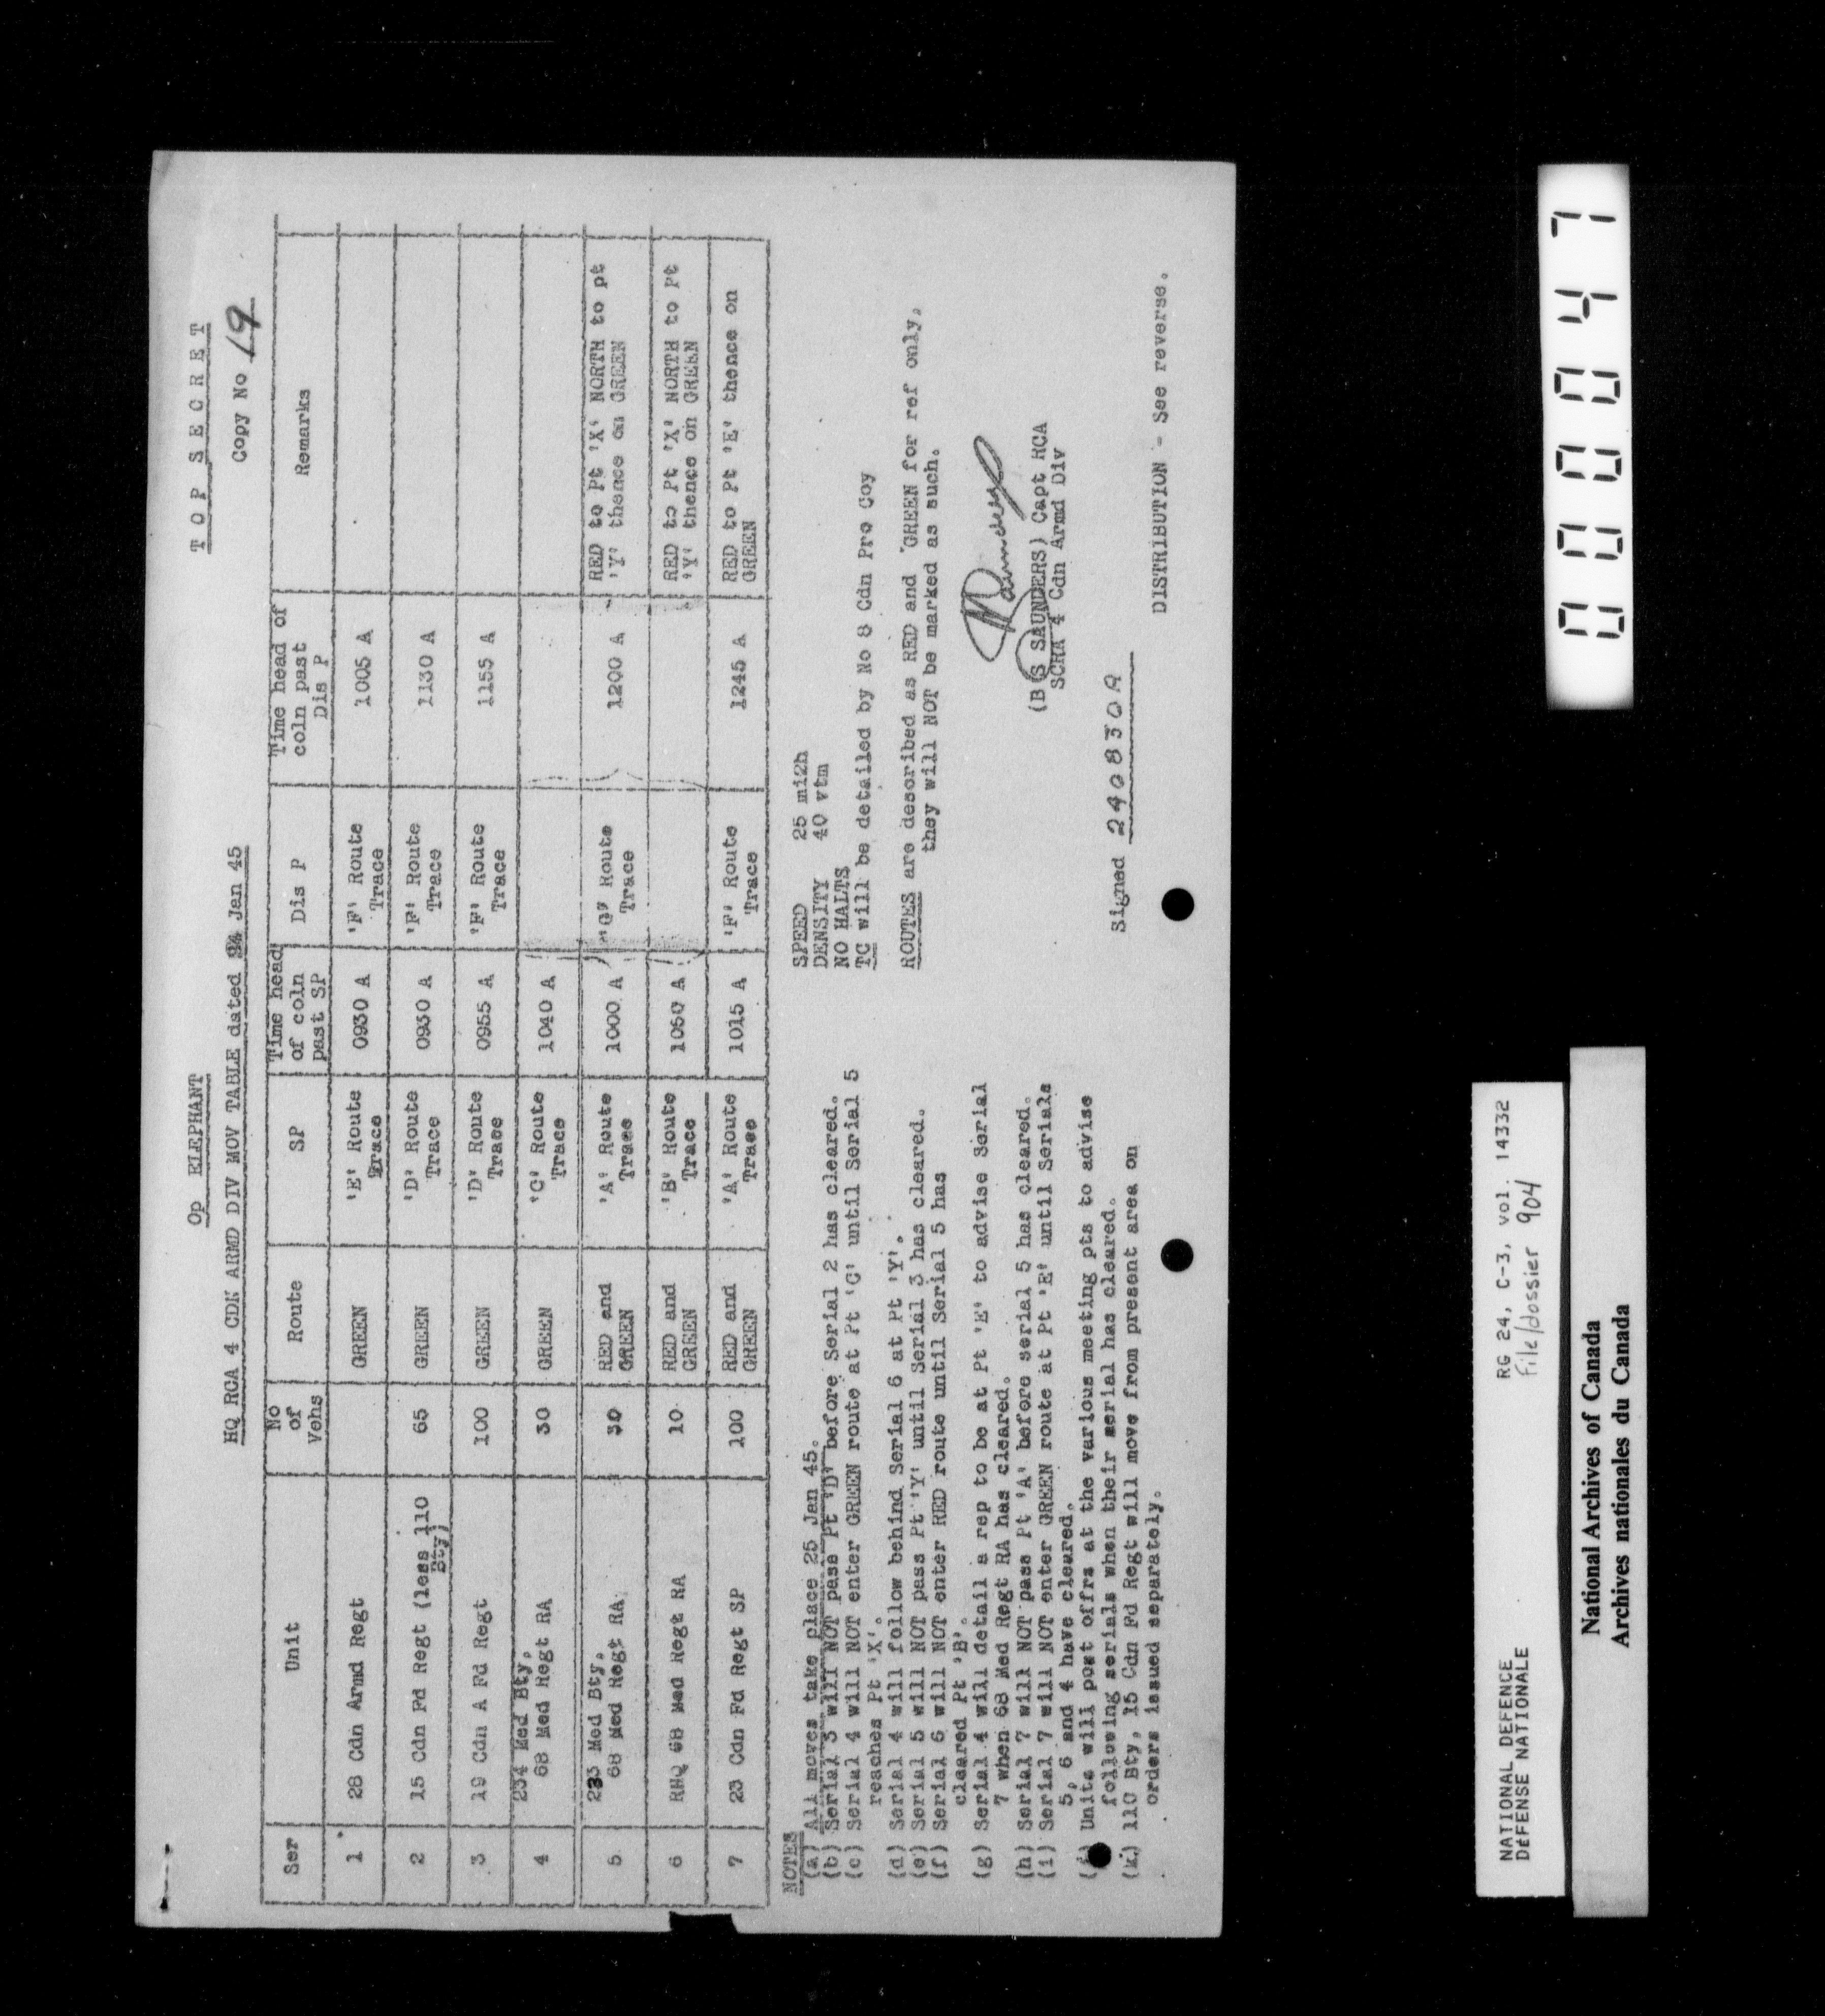 TOP SECRET
Op ELEPHANT
Copy No 19
HQ RCA 4 CDN ARMD DIV MOV TABLE dated 24 Jan 45
Ser Unit No of Vehs Route SP Time head of coln past SP Dis P Time head of coln past Dis P Remarks
1 28 Cdn Armd Regt GREEN 'E' Route Trace 0930 A 'F' Route Trace 1005 A
2 15 Cdn Fd Regt (less 110 Bty) 65 GREEN 'D' Route Trace 0930 A 'F' Route Trace 1130 A
3 19 Cdn A Fd Regt 100 GREEN 'D' Route Trace 0955 A 'F' Route Trace 1155 A
4 234 Med Bty, 68 Med Regt RA 30 GREEN 'C' Route Trace 1040 A
5 233 Med Bty, 68 Med Regt RA 30 RED and GREEN 'A' Route Trace 1000 A 'G' Route Trace 1200 A RED to Pt 'X' NORTH to pt 'Y' thence on GREEN
6 RHQ 68 Med Regt RA 10 RED and GREEN 'B' Route Trace 1050 A RED to Pt 'X' NORTH to Pt 'Y' thence on GREEN
7 23 Cdn Fd Regt SP 100 RED and GREEN 'A' Route Trace 1015 A 'F' Route Trace 1245 A RED to Pt 'E' thence on GREEN
NOTES
(a) All moves take place 25 Jan 45.
(b) Serial 3 will NOT pass Pt 'D' before Serial 2 has cleared.
(c) Serial 4 will NOT enter GREEN route at Pt 'C' until Serial 5
reaches Pt 'X'.
(d) Serial 4 will follow behind Serial 6 at Pt 'Y'.
(e) Serial 5 will NOT pass Pt 'Y' until Serial 3 has cleared.
(f) Serial 6 will NOT enter RED route until Serial 5 has
cleared Pt 'B'.
(g) Serial 4 will detail a rep to be at Pt 'E' to advise Serial
7 when 68 Med Regt RA has cleared.
(h) Serial 7 will NOT pass Pt 'A' before serial 5 has cleared.
(i) Serial 7 will NOT enter GREEN route at Pt 'E' until Serials
5, 6 and 4 have cleared.
Units will post offrs at the various meeting pts to advise
following serials when their serial has cleared.
(k) 110 Bty, 15 Cdn Fd Regt will move from present area on
orders issued separately.
SPEED 25 mi2h
DENSITY 40 vtm
NO HALTS
TC will be detailed by No 8 Cdn Pro Coy
ROUTES are described as RED and GREEN for ref only,
they will NOT be marked as such.
(B S SAUNDERS) Capt RCA
SCRA 4 Cdn Armd Div
Signed 240830A
DISTRIBUTION - See reverse.
NATIONAL DEFENCE RG 24, C-3, vol. 14332
DÉFENSE NATIONALE File/dossier 904
National Archives of Canada
Archives nationales du Canada
000047